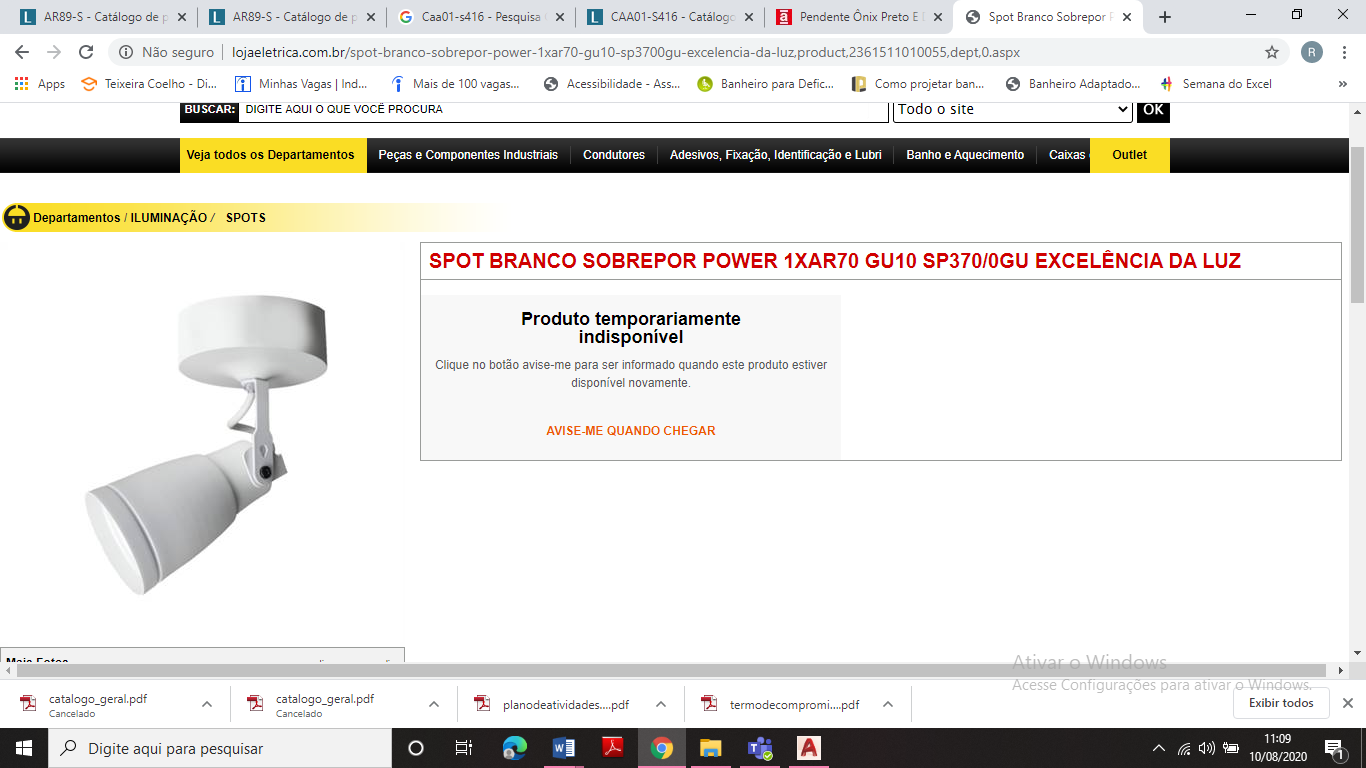 AR89-S - Catálogo de p
AR89-S - Catálogo de p
Caa01-s416 - Pesquisa
CAA01-S416 - Catálogo
Pendente Ônix Preto E D
Spot Branco Sobrepor P
Não seguro | lojaeletrica.com.br/spot-branco-sobrepor-power-1xar70-gu10-sp3700gu-excelencia-da-luz,product,2361511010055,dept,0.aspx
R
Apps Teixeira Coelho - Di... Minhas Vagas | Ind... Mais de 100 vagas... Acessibilidade - Ass... Banheiro para Defic... Como projetar ban... Banheiro Adaptado... Semana do Excel »
BUSCAR: DIGITE AQUI O QUE VOCÊ PROCURA Todo o site OK
Veja todos os Departamentos Peças e Componentes Industriais Condutores Adesivos, Fixação, Identificação e Lubri Banho e Aquecimento Caixas Outlet
Departamentos / ILUMINAÇÃO / SPOTS
SPOT BRANCO SOBREPOR POWER 1XAR70 GU10 SP370/0GU EXCELÊNCIA DA LUZ
Produto temporariamente
indisponível
Clique no botão avise-me para ser informado quando este produto estiver
disponível novamente.
AVISE-ME QUANDO CHEGAR
Mais Fotos
Ativar o Windows
Acesse Configurações para ativar o Windows.
catalogo_geral.pdf
Cancelado
catalogo_geral.pdf
Cancelado
planodeatividades....pdf
termodecompromi....pdf
Exibir todos
Digite aqui para pesquisar
11:09
10/08/2020
1